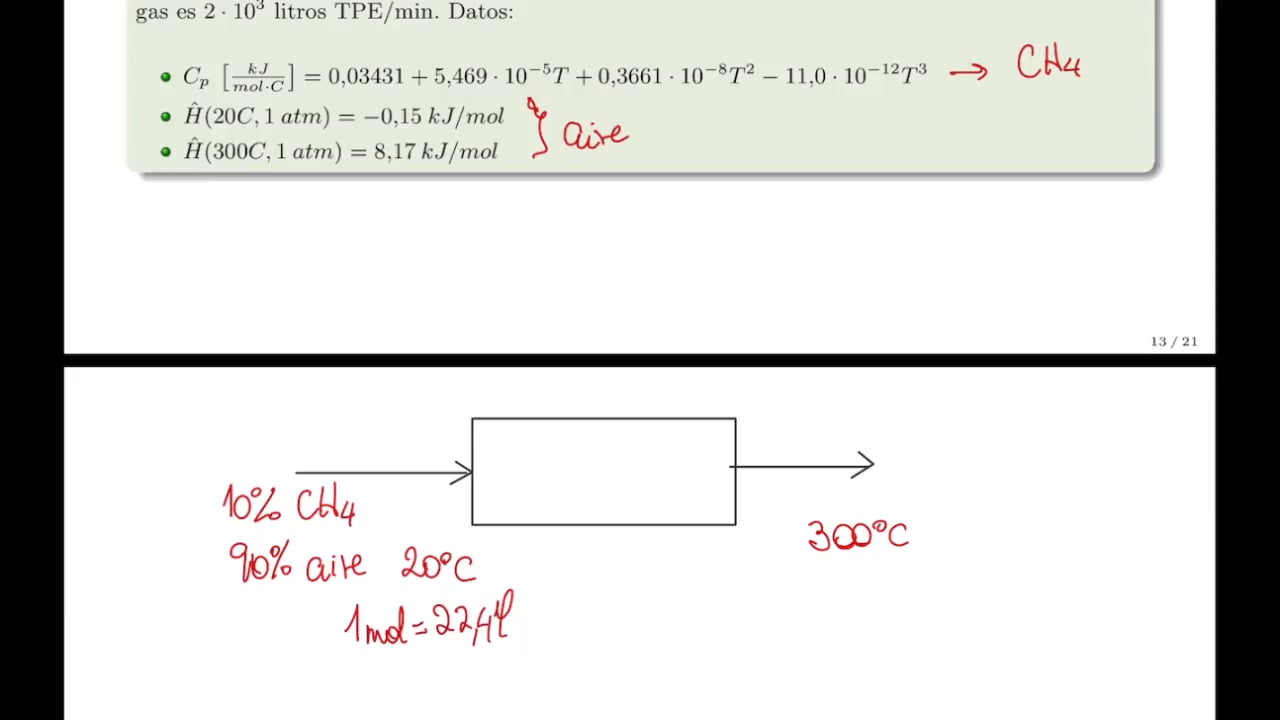 gas es 2 · 10³ litros TPE/min. Datos:
• Cₚ [kJ/mol·C] = 0,03431 + 5,469 · 10⁻⁵T + 0,3661 · 10⁻⁸T² − 11,0 · 10⁻¹²T³ → CH₄
• Ĥ(20C, 1 atm) = −0,15 kJ/mol
• Ĥ(300C, 1 atm) = 8,17 kJ/mol
} aire
13 / 21
10% CH₄
90% aire 20°C
1mol = 22,4ℓ
300°C